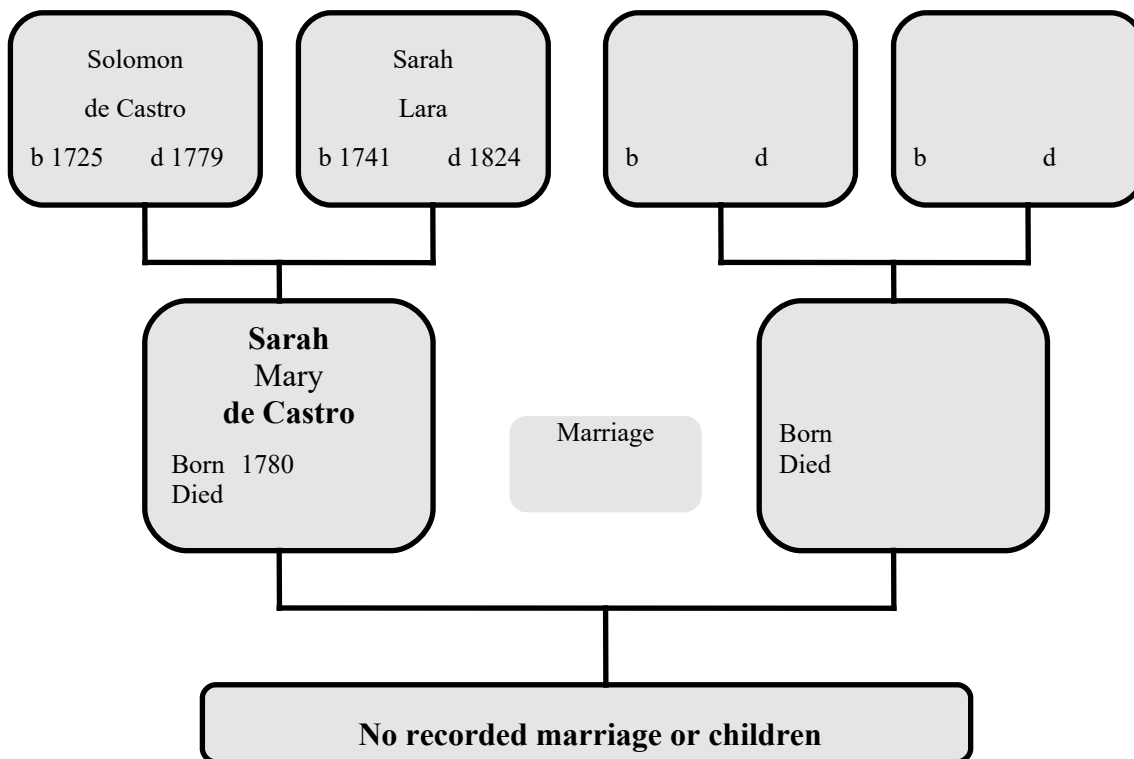 Solomon
de Castro
b 1725 d 1779
Sarah
Lara
b 1741 d 1824
b d
b d
Sarah
Mary
de Castro
Born 1780
Died
Marriage
Born
Died
No recorded marriage or children